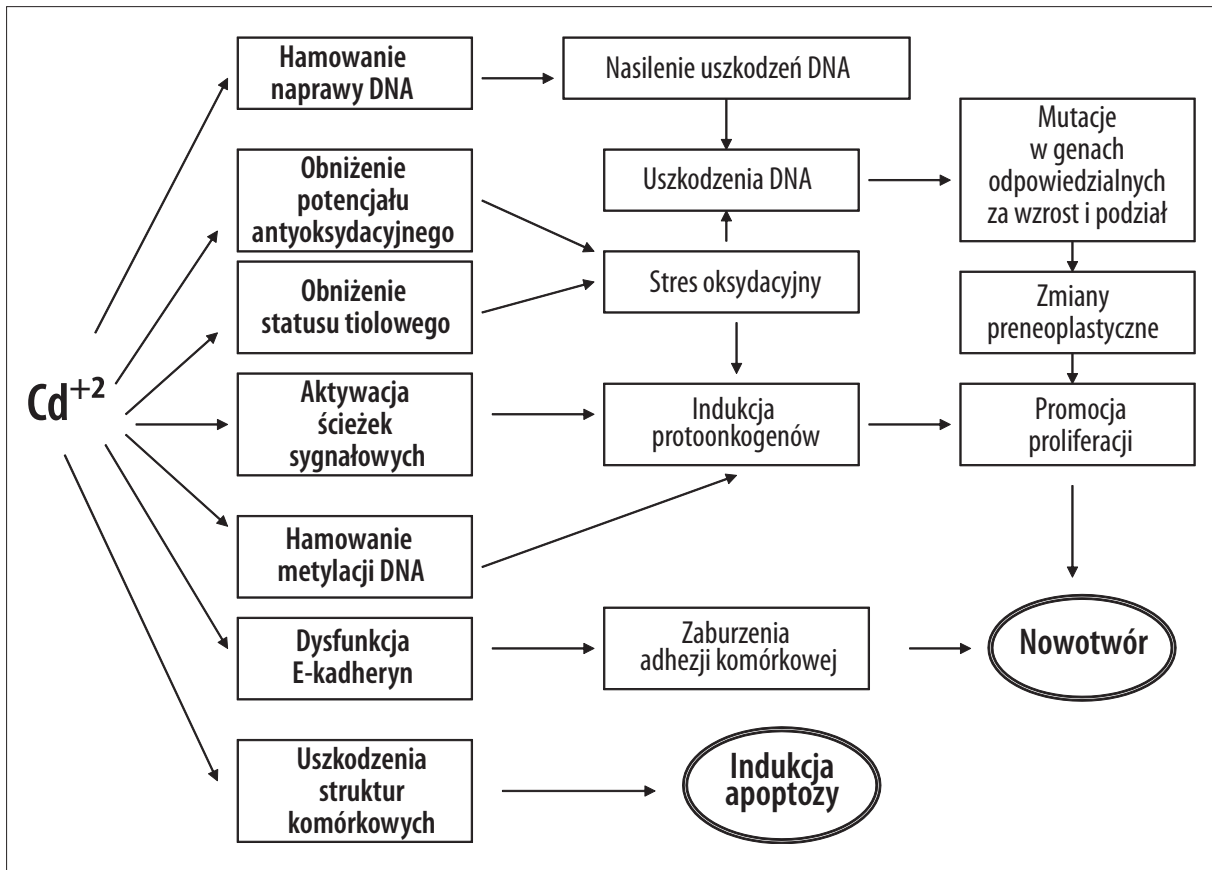 Cd+2
Hamowanie
naprawy DNA
Obniżenie
potencjału
antyoksydacyjnego
Obniżenie
statusu tiolowego
Aktywacja
ścieżek
sygnałowych
Hamowanie
metylacji DNA
Dysfunkcja
E-kadheryn
Uszkodzenia
struktur
komórkowych
Nasilenie uszkodzeń DNA
Uszkodzenia DNA
Stres oksydacyjny
Indukcja
protoonkogenów
Zaburzenia
adhezji komórkowej
Indukcja
apoptozy
Mutacje
w genach
odpowiedzialnych
za wzrost i podział
Zmiany
preneoplastyczne
Promocja
proliferacji
Nowotwór